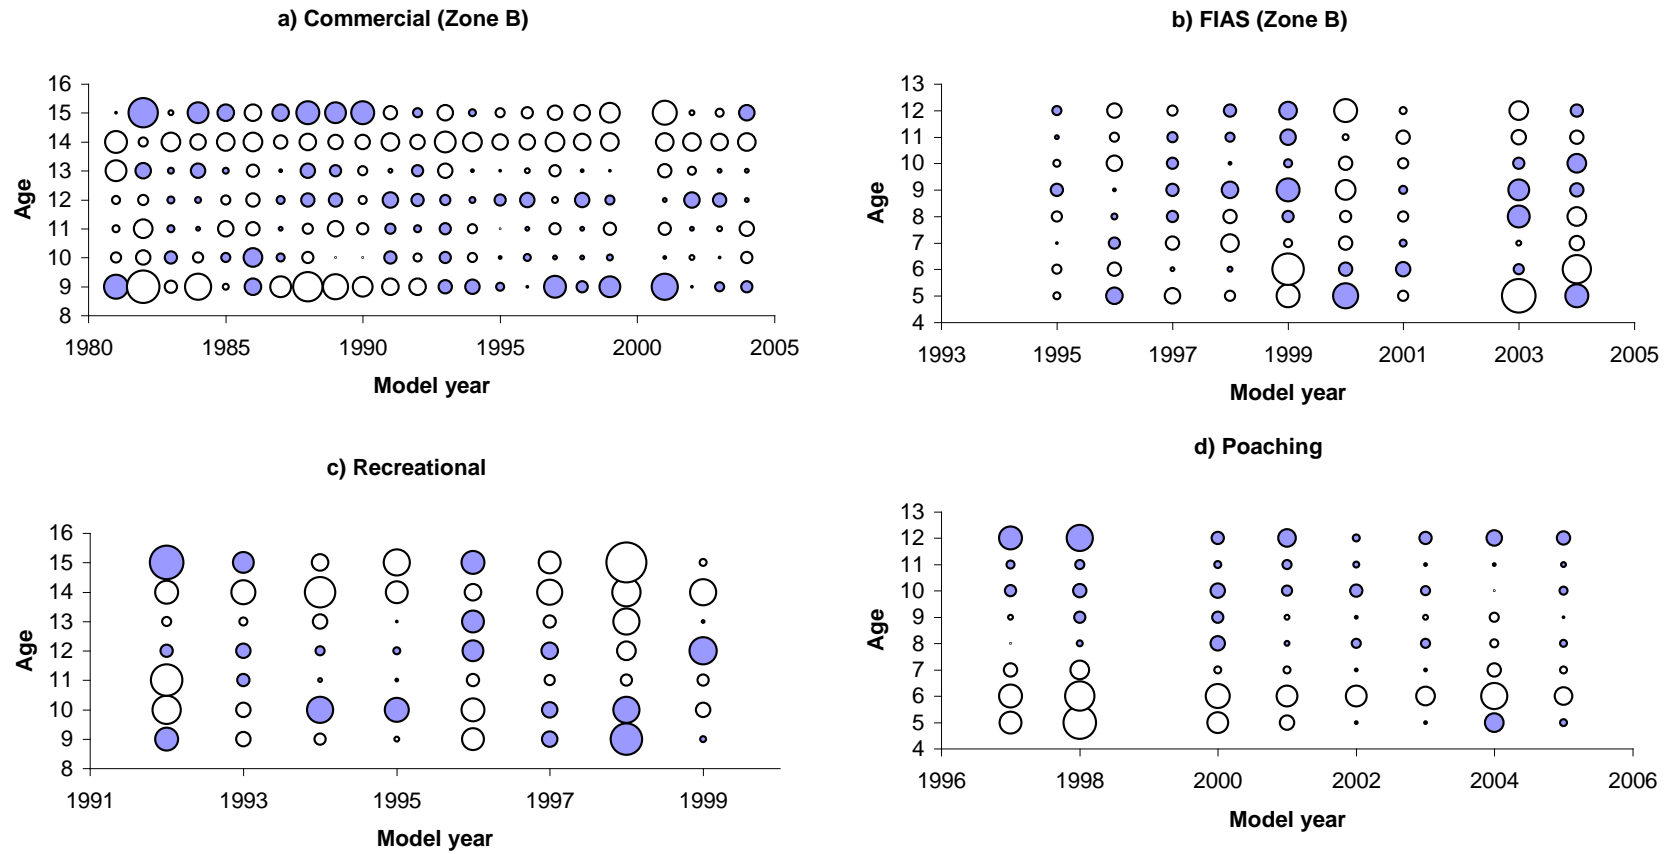 a) Commercial (Zone B)
16
15
14
13
12
11
10
9
8
Age
1980 1985 1990 1995 2000 2005
Model year
b) FIAS (Zone B)
13
12
11
10
9
8
7
6
5
4
Age
1993 1995 1997 1999 2001 2003 2005
Model year
c) Recreational
16
15
14
13
12
11
10
9
8
Age
1991 1993 1995 1997 1999
Model year
d) Poaching
13
12
11
10
9
8
7
6
5
4
Age
1996 1998 2000 2002 2004 2006
Model year